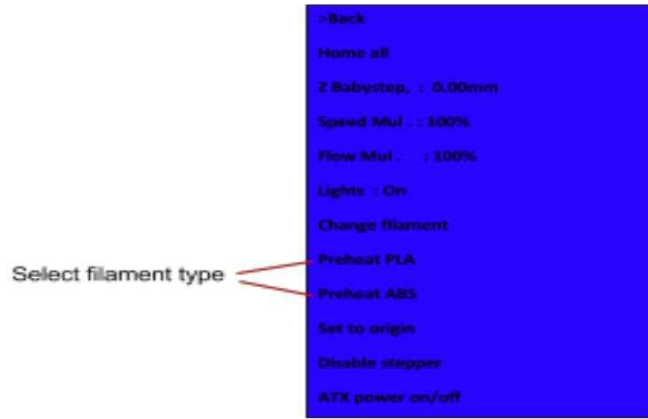 >Back
Home all
Z Babystep, : 0.00mm
Speed Mul . : 100%
Flow Mul . : 100%
Lights : On
Change filament
Select filament type
Preheat PLA
Preheat ABS
Set to origin
Disable stepper
ATX power on/off